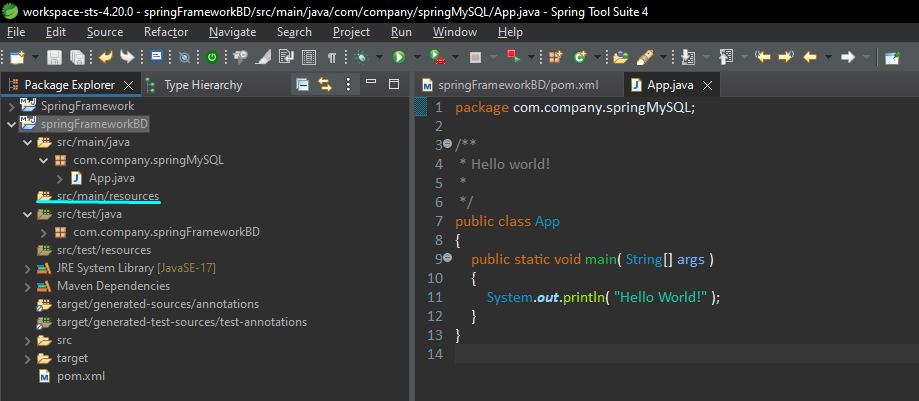 workspace-sts-4.20.0 - springFrameworkBD/src/main/java/com/company/springMySQL/App.java - Spring Tool Suite 4
File Edit Source Refactor Navigate Search Project Run Window Help
Package Explorer Type Hierarchy
SpringFramework
springFrameworkBD
src/main/java
com.company.springMySQL
App.java
src/main/resources
src/test/java
com.company.springFrameworkBD
src/test/resources
JRE System Library [JavaSE-17]
Maven Dependencies
target/generated-sources/annotations
target/generated-test-sources/test-annotations
src
target
pom.xml
springFrameworkBD/pom.xml App.java
1 package com.company.springMySQL;
2
3 /**
4 * Hello world!
5 *
6 */
7 public class App
8 {
9 public static void main( String[] args )
10 {
11 System.out.println( "Hello World!" );
12 }
13 }
14